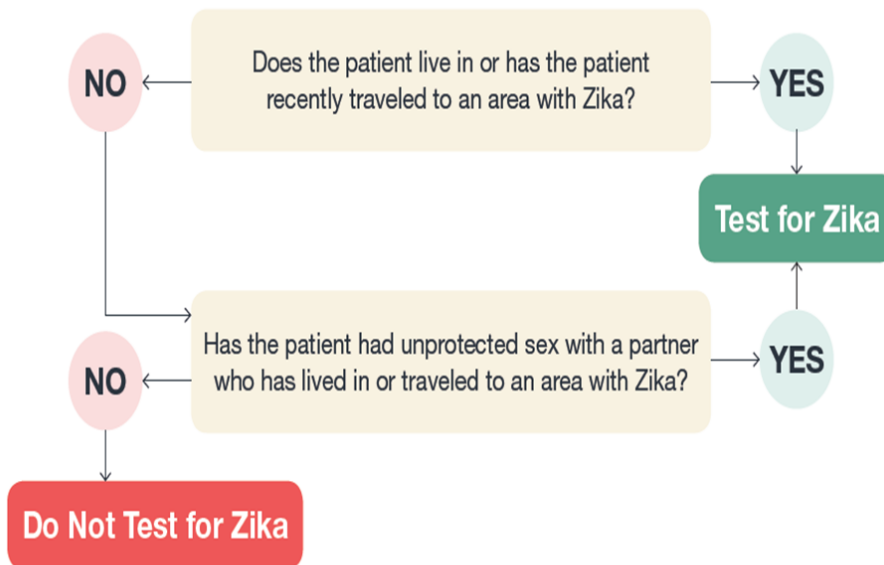 NO
Does the patient live in or has the patient
recently traveled to an area with Zika?
YES
Test for Zika
Has the patient had unprotected sex with a partner
who has lived in or traveled to an area with Zika?
NO
YES
Do Not Test for Zika